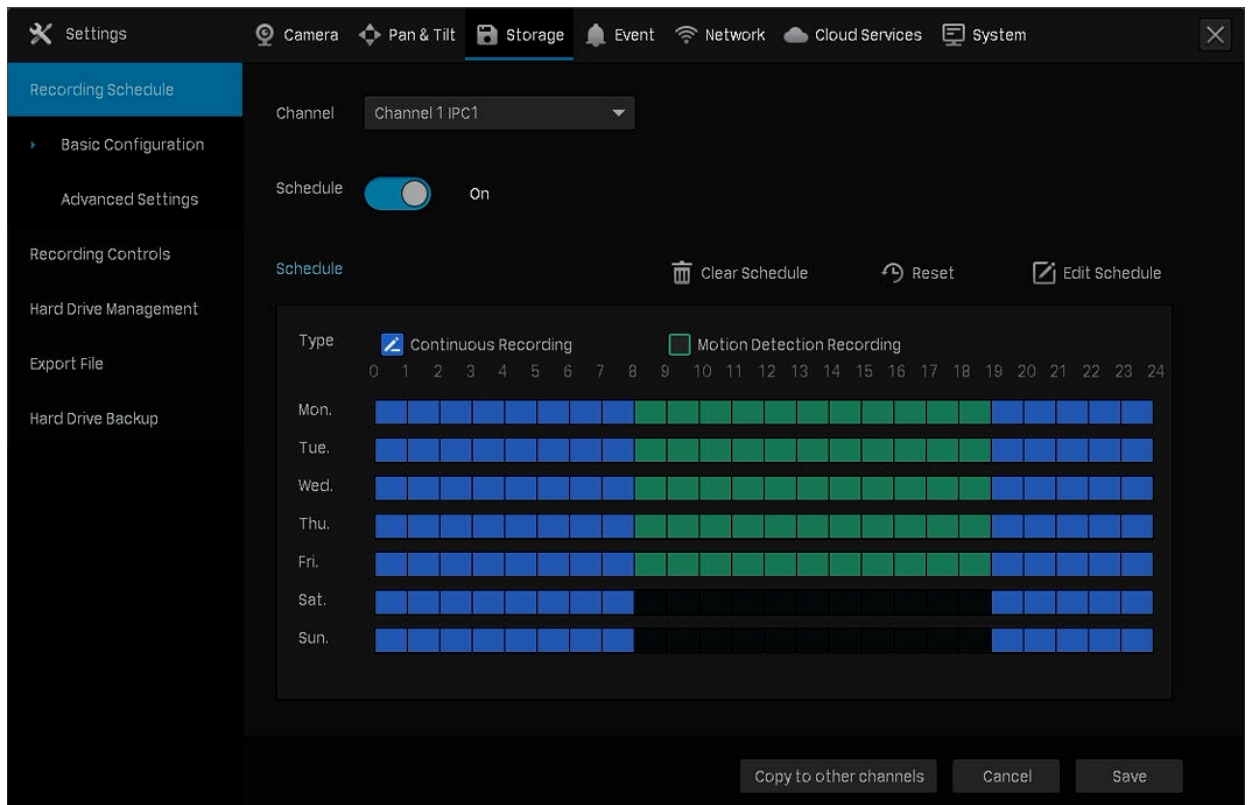 Settings Camera Pan & Tilt Storage Event Network Cloud Services System
Recording Schedule
Basic Configuration
Advanced Settings
Recording Controls
Hard Drive Management
Export File
Hard Drive Backup
Channel Channel 1 IPC1
Schedule On
Schedule Clear Schedule Reset Edit Schedule
Type Continuous Recording Motion Detection Recording
0 1 2 3 4 5 6 7 8 9 10 11 12 13 14 15 16 17 18 19 20 21 22 23 24
Mon.
Tue.
Wed.
Thu.
Fri.
Sat.
Sun.
Copy to other channels Cancel Save